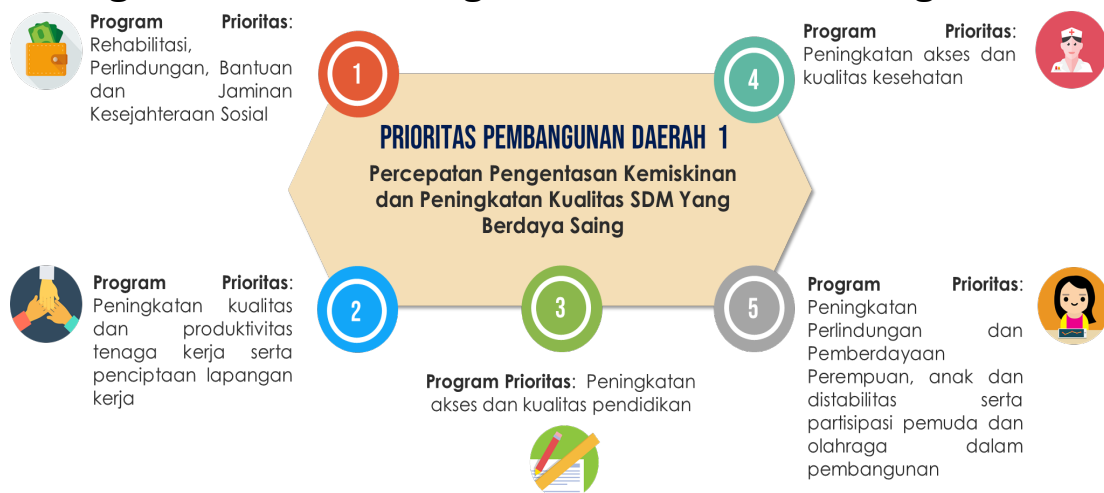 Program Prioritas:
Rehabilitasi,
Perlindungan, Bantuan
dan Jaminan
Kesejahteraan Sosial
1
4
Program Prioritas:
Peningkatan akses dan
kualitas kesehatan
PRIORITAS PEMBANGUNAN DAERAH 1
Percepatan Pengentasan Kemiskinan
dan Peningkatan Kualitas SDM Yang
Berdaya Saing
Program Prioritas:
Peningkatan kualitas
dan produktivitas
tenaga kerja serta
penciptaan lapangan
kerja
2
3
Program Prioritas: Peningkatan
akses dan kualitas pendidikan
5
Program Prioritas:
Peningkatan
Perlindungan dan
Pemberdayaan
Perempuan, anak dan
distabilitas serta
partisipasi pemuda dan
olahraga dalam
pembangunan